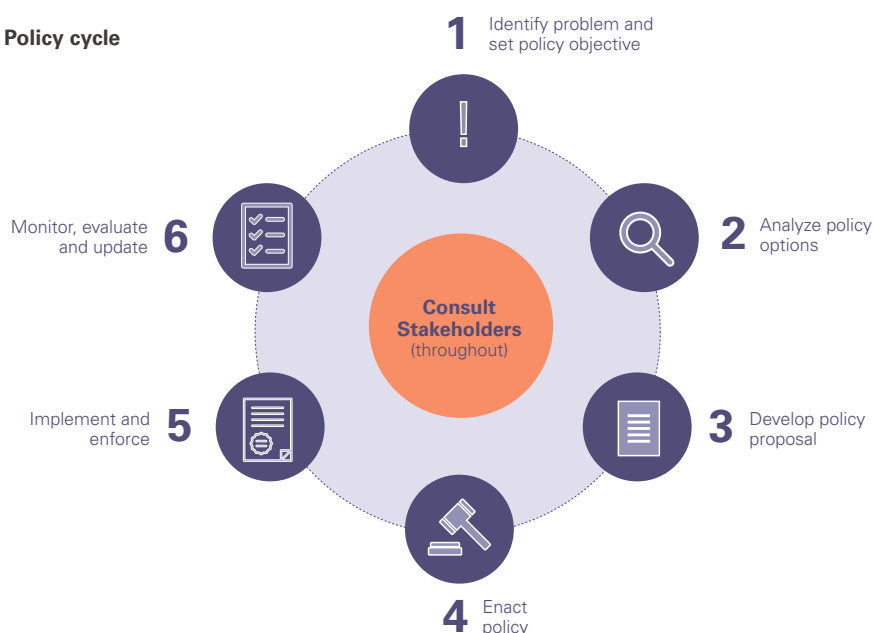 Policy cycle
1
Identify problem and
set policy objective
2
Analyze policy
options
3
Develop policy
proposal
4
Enact
policy
5
Implement and
enforce
6
Monitor, evaluate
and update
Consult
Stakeholders
(throughout)